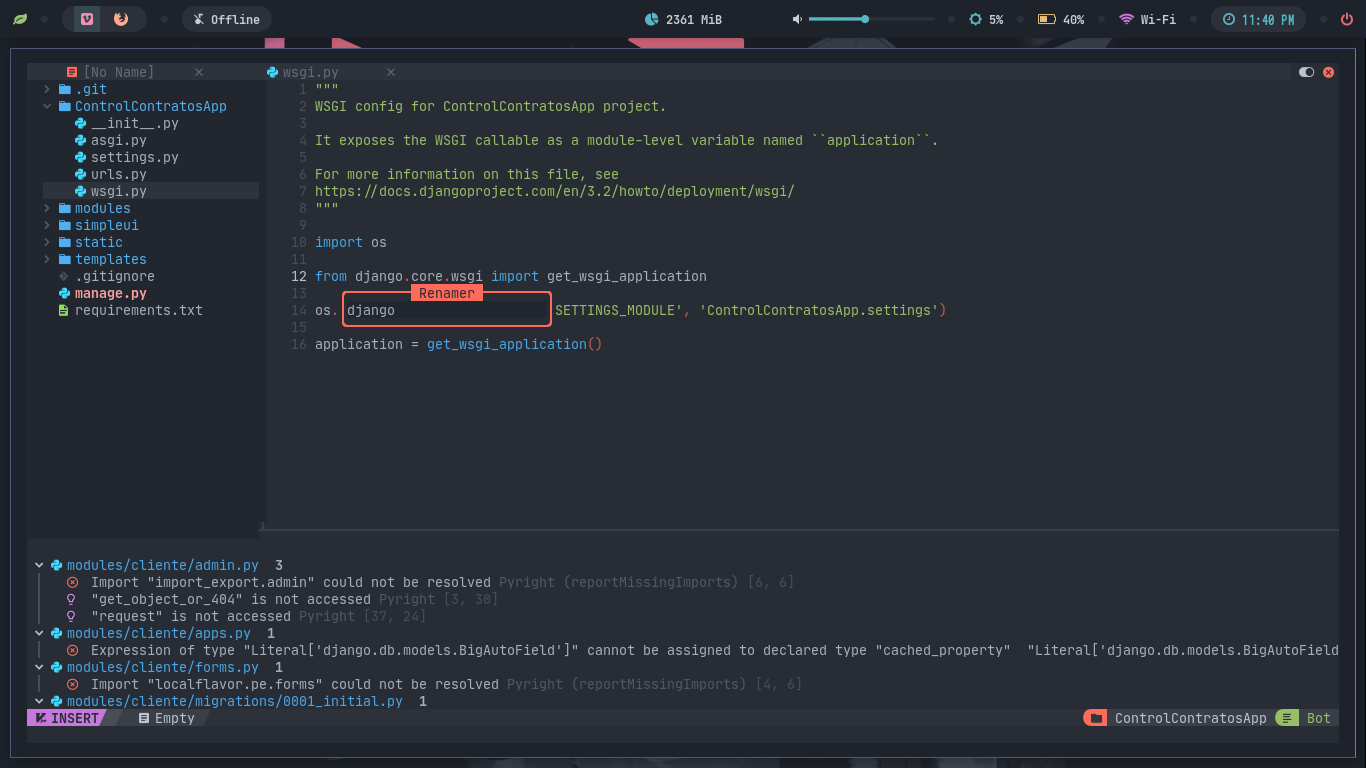 Offline
2361 MiB
5%
40%
Wi-Fi
11:40 PM
[No Name]
wsgi.py
.git
ControlContratosApp
__init__.py
asgi.py
settings.py
urls.py
wsgi.py
modules
simpleui
static
templates
.gitignore
manage.py
requirements.txt
1 """
2 WSGI config for ControlContratosApp project.
3
4 It exposes the WSGI callable as a module-level variable named ``application``.
5
6 For more information on this file, see
7 https://docs.djangoproject.com/en/3.2/howto/deployment/wsgi/
8 """
9
10 import os
11
12 from django.core.wsgi import get_wsgi_application
13
Renamer
14 os. django SETTINGS_MODULE', 'ControlContratosApp.settings')
15
16 application = get_wsgi_application()
modules/cliente/admin.py 3
Import "import_export.admin" could not be resolved Pyright (reportMissingImports) [6, 6]
"get_object_or_404" is not accessed Pyright [3, 30]
"request" is not accessed Pyright [37, 24]
modules/cliente/apps.py 1
Expression of type "Literal['django.db.models.BigAutoField']" cannot be assigned to declared type "cached_property"  "Literal['django.db.models.BigAutoField
modules/cliente/forms.py 1
Import "localflavor.pe.forms" could not be resolved Pyright (reportMissingImports) [4, 6]
modules/cliente/migrations/0001_initial.py 1
INSERT
Empty
ControlContratosApp
Bot